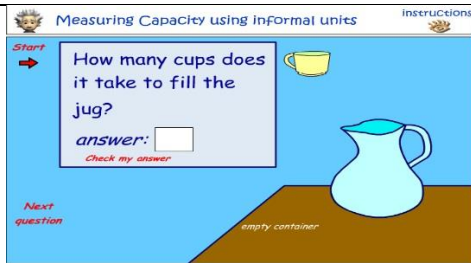 Measuring Capacity using informal units
instructions
Start
How many cups does
it take to fill the
jug?
answer:
Check my answer
Next
question
empty container